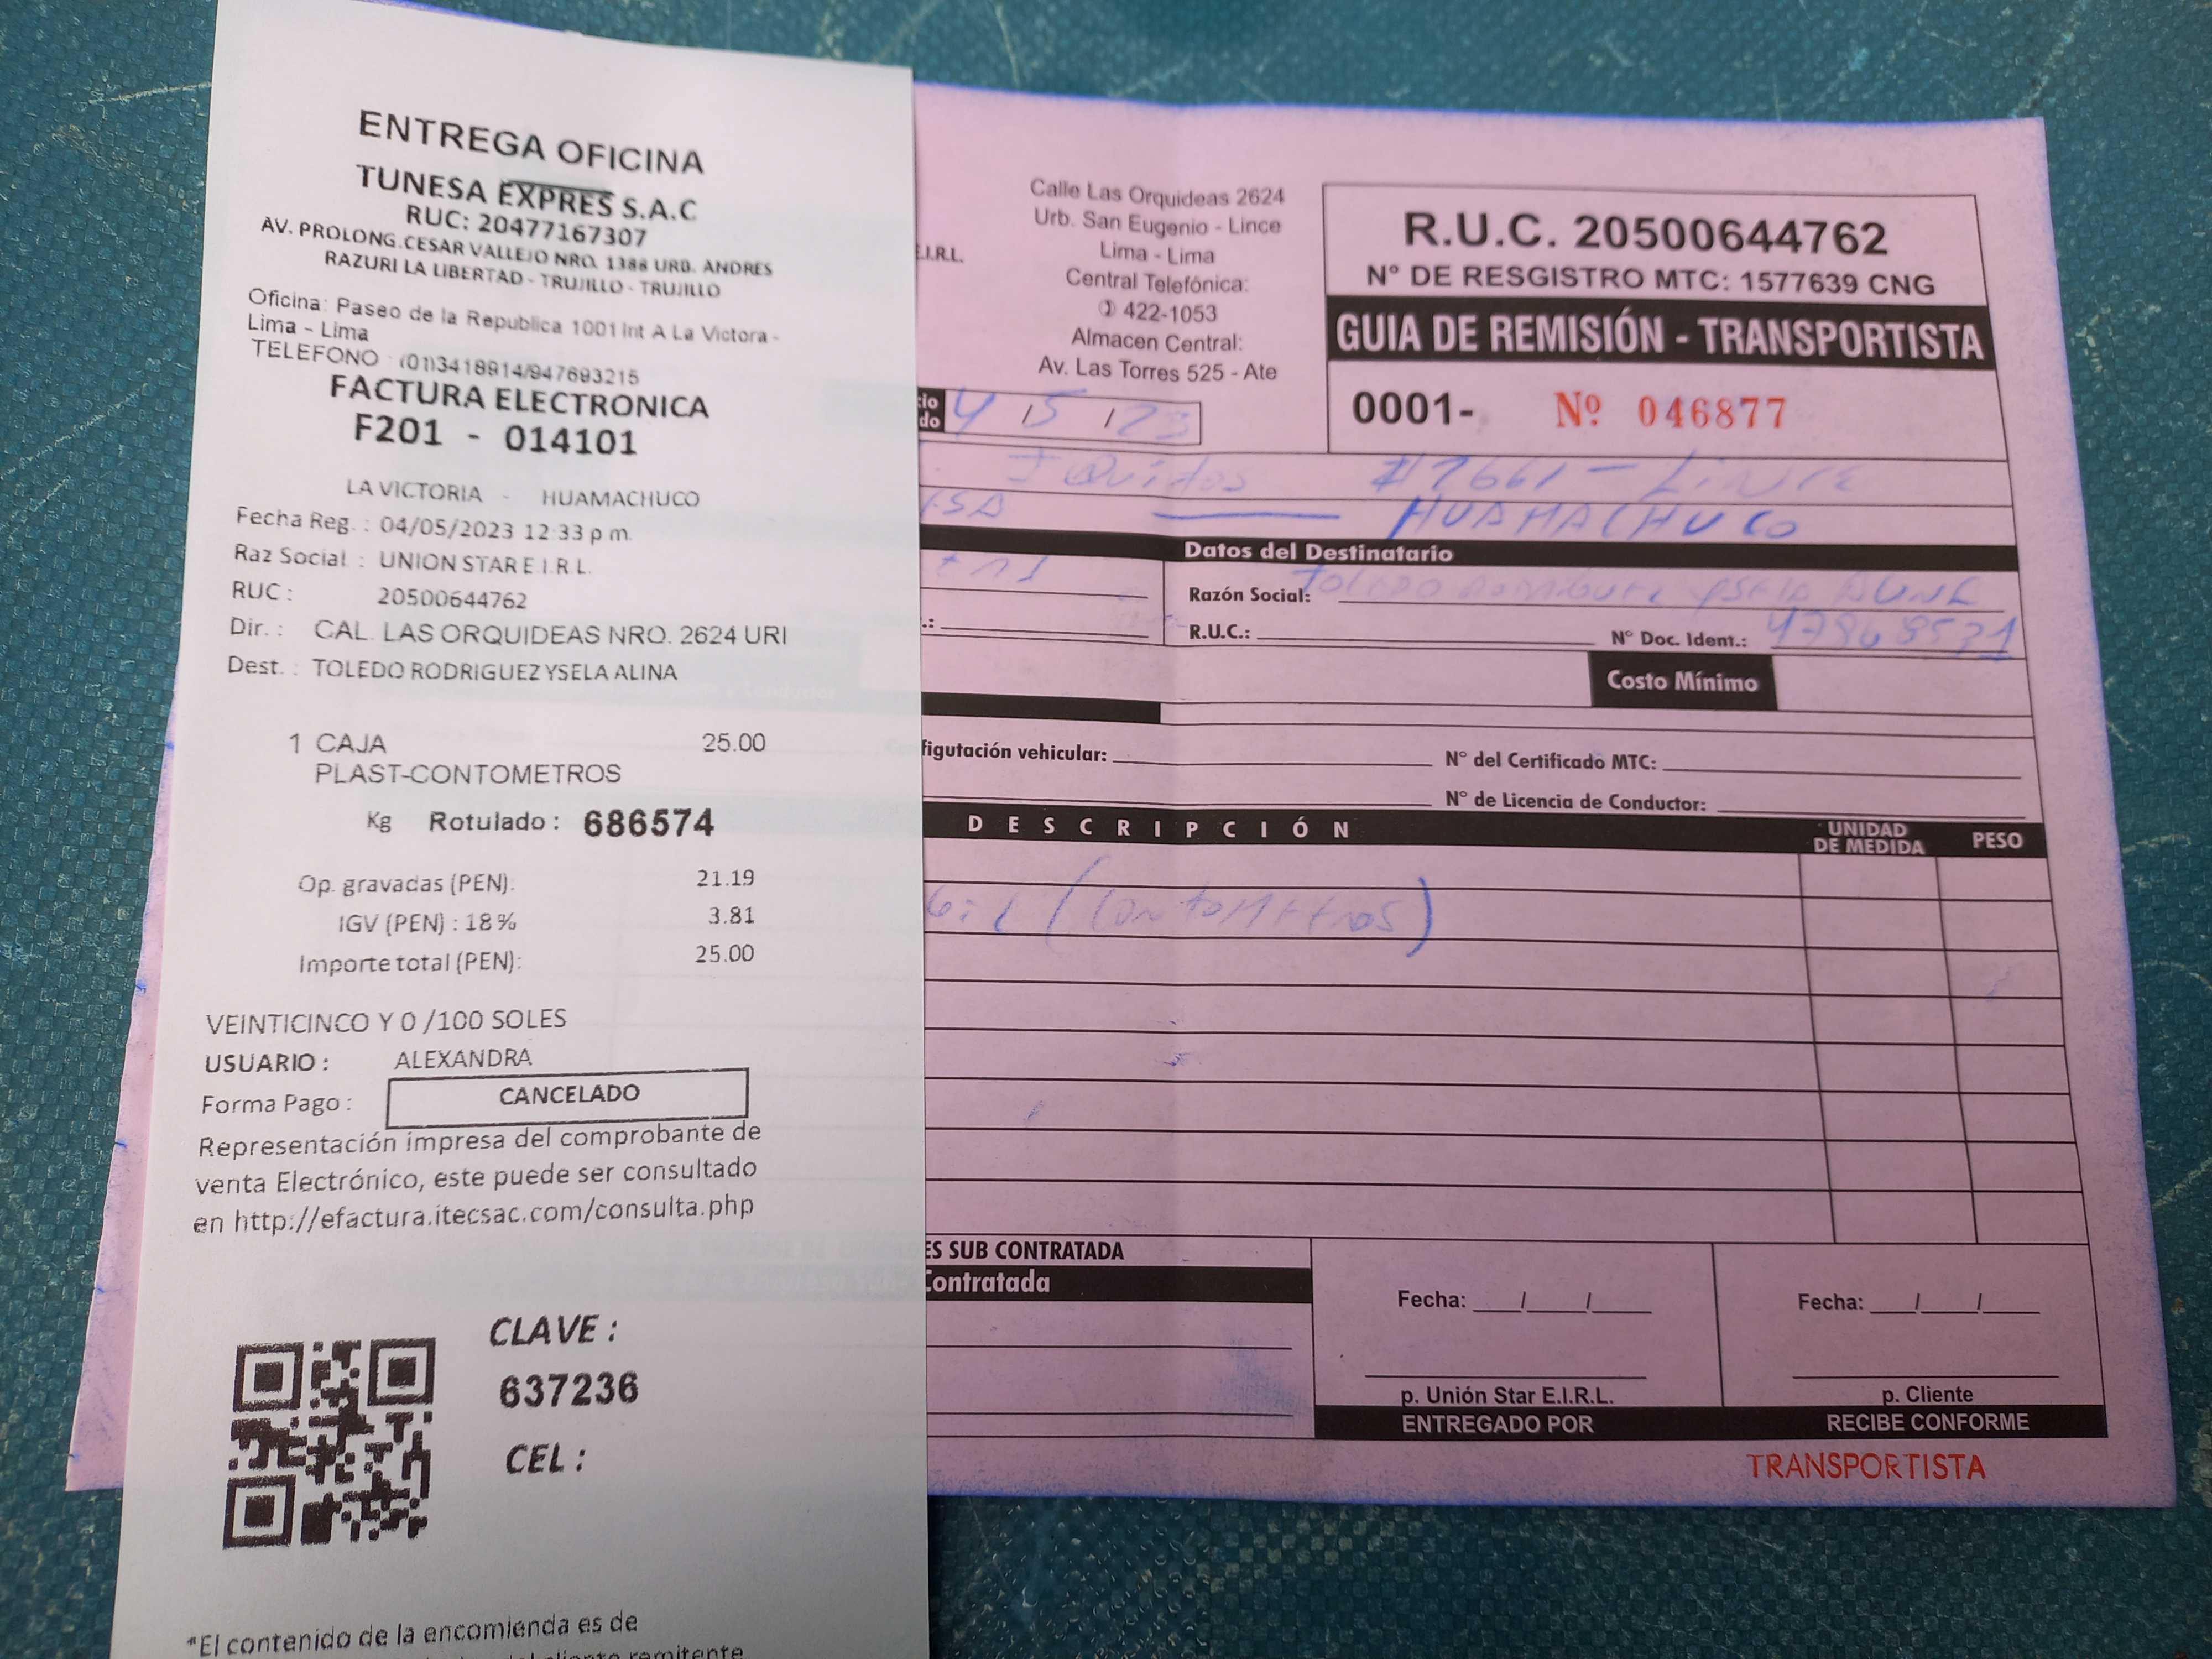 ENTREGA OFICINA
TUNESA EXPRES S.A.C
RUC: 20477167307
AV. PROLONG.CESAR VALLEJO NRO. 1388 URB. ANDRES
RAZURI LA LIBERTAD - TRUJILLO - TRUJILLO
Oficina: Paseo de la Republica 1001 Int A La Victora -
Lima - Lima
TELEFONO : (01)3418914/947693215
FACTURA ELECTRONICA
F201 - 014101
LA VICTORIA - HUAMACHUCO
Fecha Reg. : 04/05/2023 12:33 p m.
Raz Social : UNION STAR E I.R.L.
RUC : 20500644762
Dir. : CAL. LAS ORQUIDEAS NRO. 2624 URI
Dest. : TOLEDO RODRIGUEZ YSELA ALINA
1 CAJA 25.00
PLAST-CONTOMETROS
Kg Rotulado : 686574
Op. gravadas (PEN): 21.19
IGV (PEN) : 18 % 3.81
Importe total (PEN): 25.00
VEINTICINCO Y 0 /100 SOLES
USUARIO : ALEXANDRA
Forma Pago : CANCELADO
Representación impresa del comprobante de
venta Electrónico, este puede ser consultado
en http://efactura.itecsac.com/consulta.php
CLAVE :
637236
CEL :
*El contenido de la encomienda es de
remitente
E.I.R.L.
Calle Las Orquideas 2624
Urb. San Eugenio - Lince
Lima - Lima
Central Telefónica:
422-1053
Almacen Central:
Av. Las Torres 525 - Ate
R.U.C. 20500644762
N° DE RESGISTRO MTC: 1577639 CNG
GUIA DE REMISIÓN - TRANSPORTISTA
0001- Nº 046877
4 / 5 / 23
Iquitos #2661 - Lince
HUAMACHUCO
Datos del Destinatario
Razón Social: Toledo Rodriguez Ysela
R.U.C.: N° Doc. Ident.:
Costo Mínimo
figutación vehicular: N° del Certificado MTC:
N° de Licencia de Conductor:
DESCRIPCIÓN UNIDAD DE MEDIDA PESO
(Contometros)
ES SUB CONTRATADA
Contratada
Fecha: / / Fecha: / /
p. Unión Star E.I.R.L. p. Cliente
ENTREGADO POR RECIBE CONFORME
TRANSPORTISTA